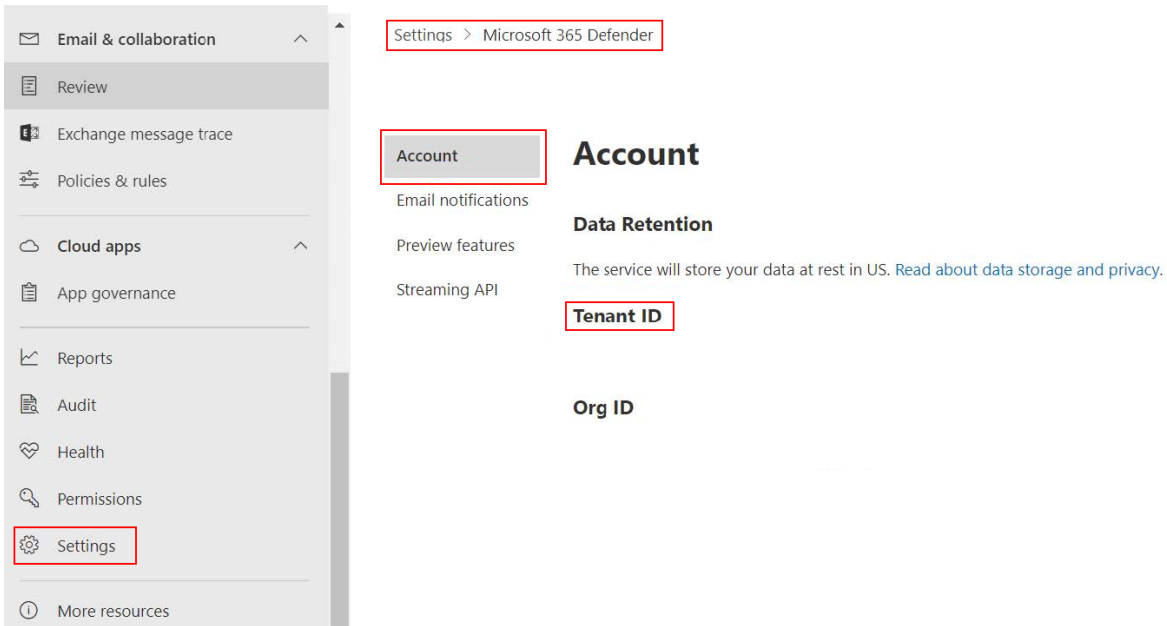 Email & collaboration
Review
Exchange message trace
Policies & rules
Cloud apps
App governance
Reports
Audit
Health
Permissions
Settings
More resources
Settings > Microsoft 365 Defender
Account
Email notifications
Preview features
Streaming API
Account
Data Retention
The service will store your data at rest in US. Read about data storage and privacy.
Tenant ID
Org ID